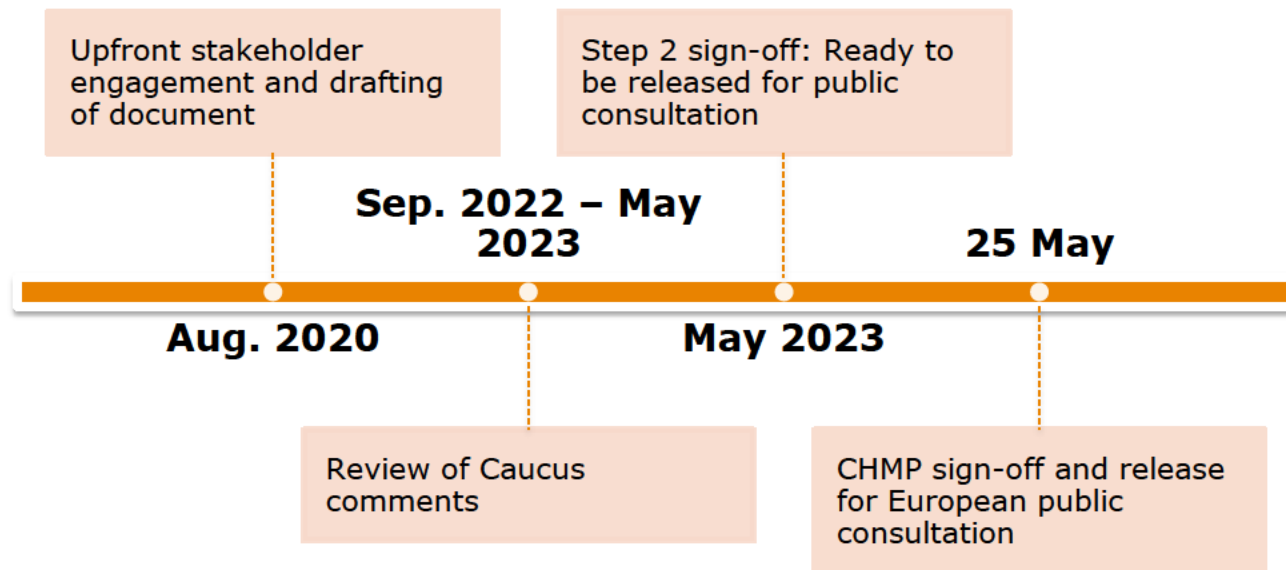 Upfront stakeholder
engagement and drafting
of document
Step 2 sign-off: Ready to
be released for public
consultation
Sep. 2022 – May
2023
25 May
Aug. 2020
May 2023
Review of Caucus
comments
CHMP sign-off and release
for European public
consultation